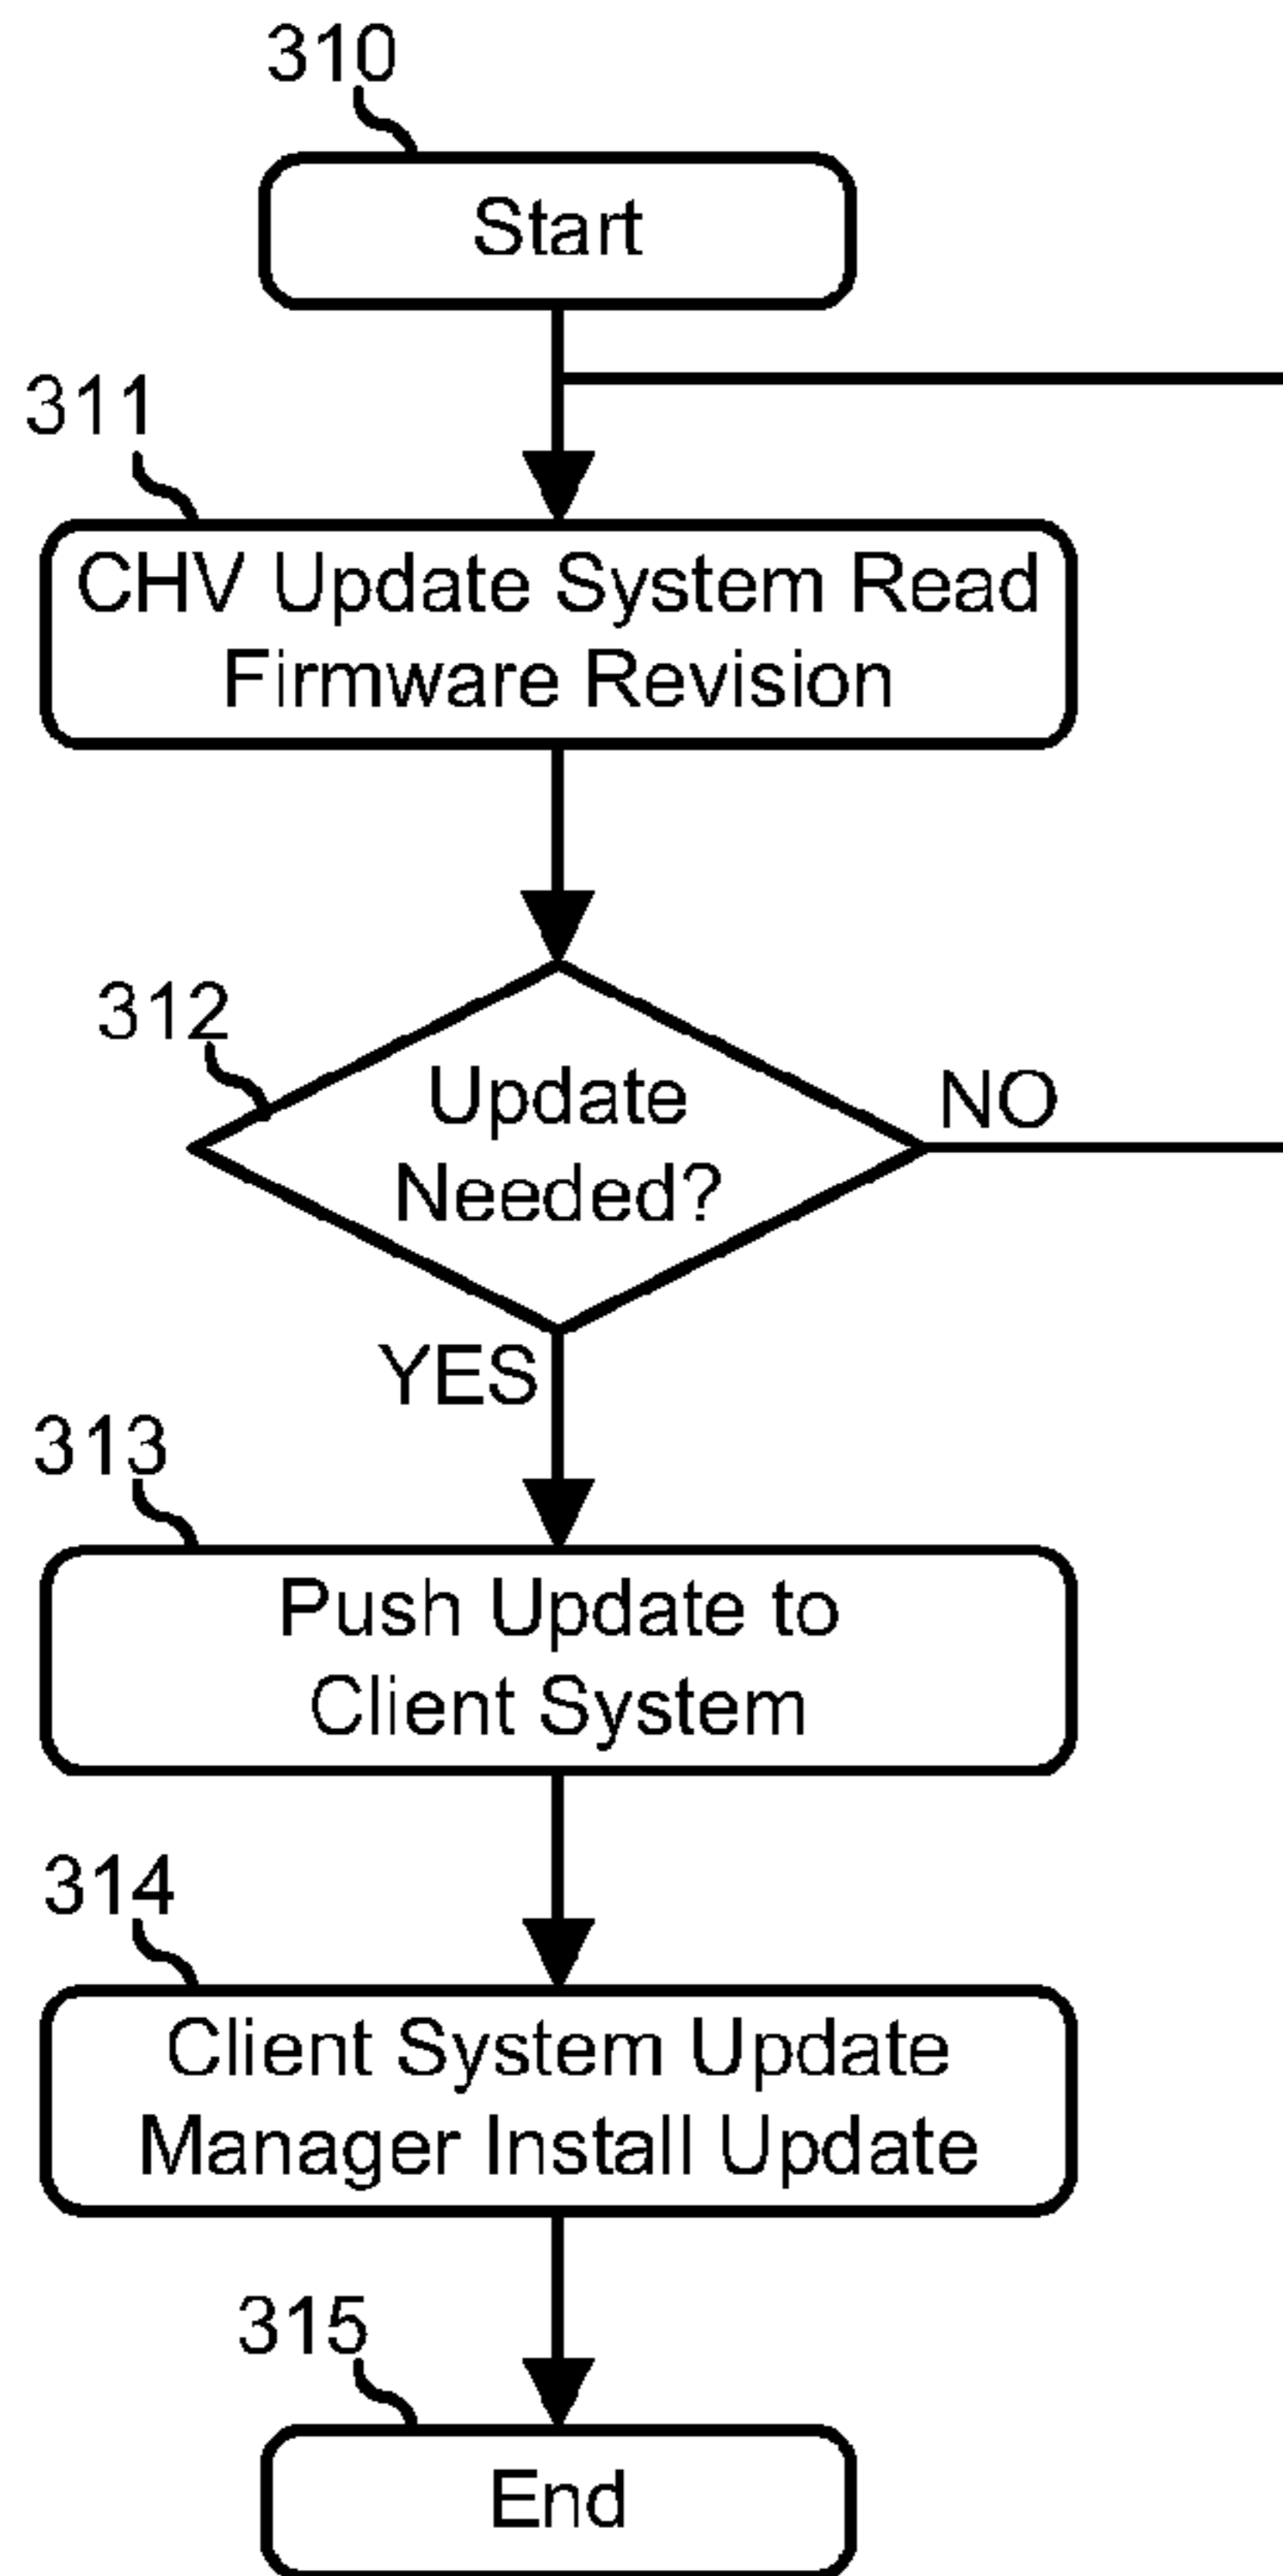 310
Start
311
CHV Update System Read
Firmware Revision
312
Update
Needed?
NO
YES
313
Push Update to
Client System
314
Client System Update
Manager Install Update
315
End